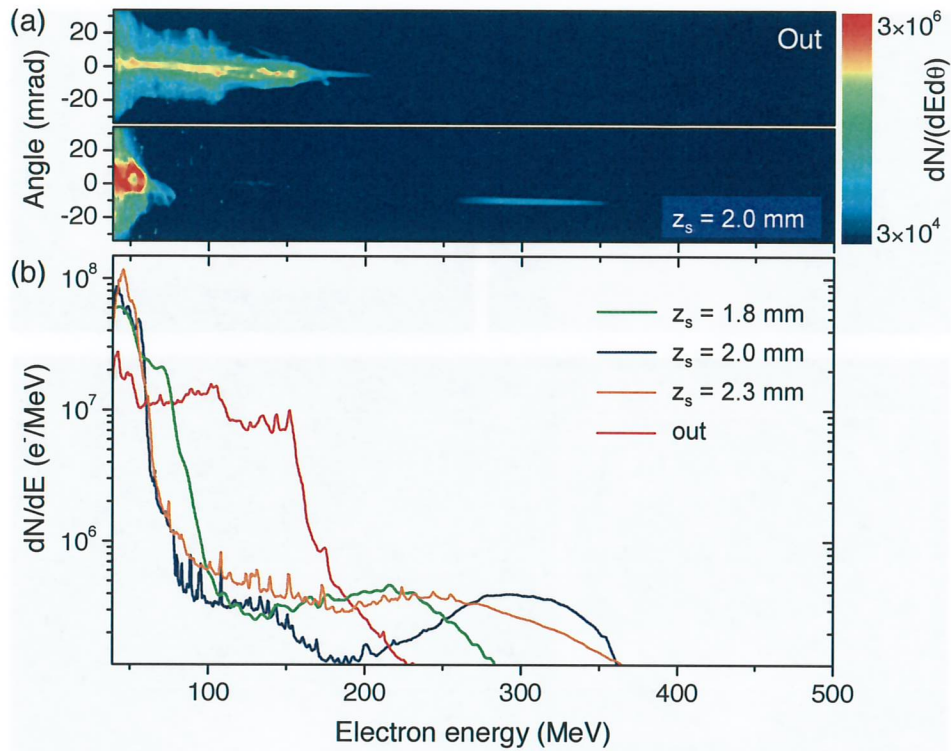 (a)
20
0
-20
Out
20
0
-20
z_s = 2.0 mm
Angle (mrad)
3×10⁶
dN/(dEdθ)
3×10⁴
(b)
10⁸
10⁷
10⁶
dN/dE (e⁻/MeV)
z_s = 1.8 mm
z_s = 2.0 mm
z_s = 2.3 mm
out
100 200 300 400 500
Electron energy (MeV)